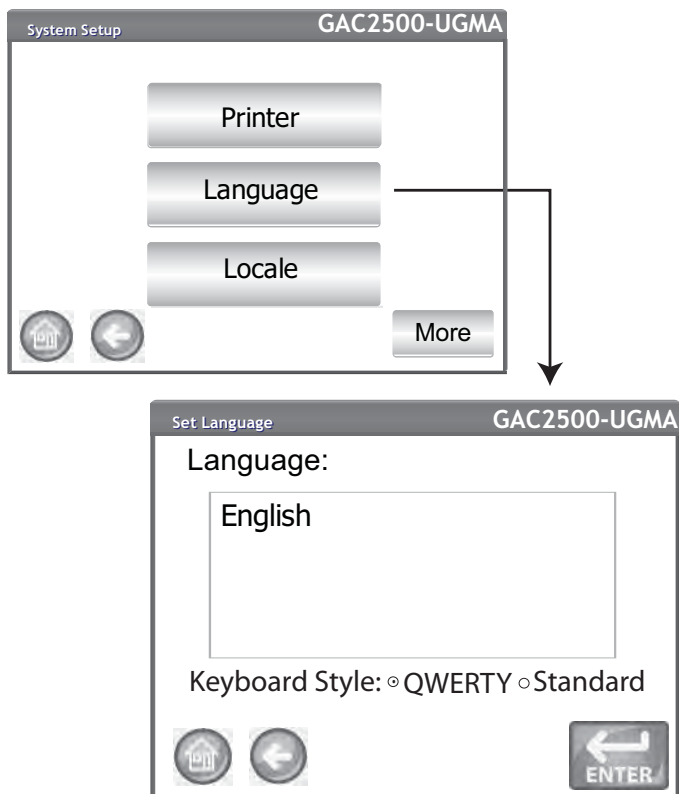 System Setup GAC2500-UGMA
Printer
Language
Locale
More
Set Language GAC2500-UGMA
Language:
English
Keyboard Style: QWERTY Standard
ENTER